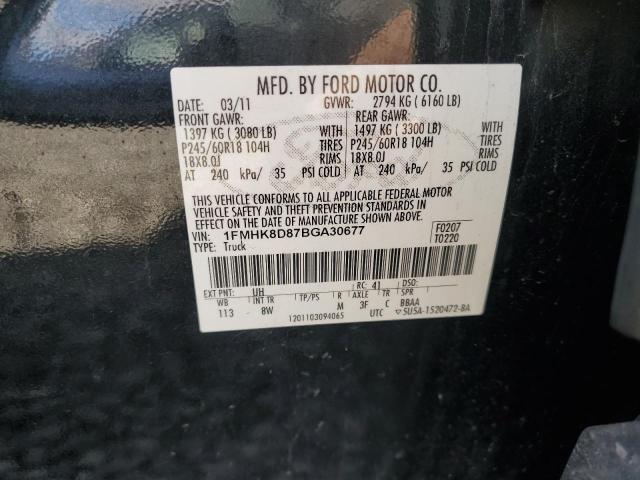 MFD. BY FORD MOTOR CO.
DATE: 03/11 GVWR: 2794 KG ( 6160 LB)
FRONT GAWR: REAR GAWR:
1397 KG ( 3080 LB) WITH 1497 KG ( 3300 LB) WITH
P245/60R18 104H TIRES P245/60R18 104H TIRES
18X8.0J RIMS 18X8.0J RIMS
AT 240 kPa/ 35 PSI COLD AT 240 kPa/ 35 PSI COLD
THIS VEHICLE CONFORMS TO ALL APPLICABLE FEDERAL MOTOR
VEHICLE SAFETY AND THEFT PREVENTION STANDARDS IN
EFFECT ON THE DATE OF MANUFACTURE SHOWN ABOVE.
VIN: 1FMHK8D87BGA30677 F0207
TYPE: Truck T0220
EXT PNT: UH RC: 41 DSO:
WB INT TR TP/PS R AXLE TR SPR
113 8W M 3F C BBAA
1201103094065 UTC ▽5U5A-1520472-BA